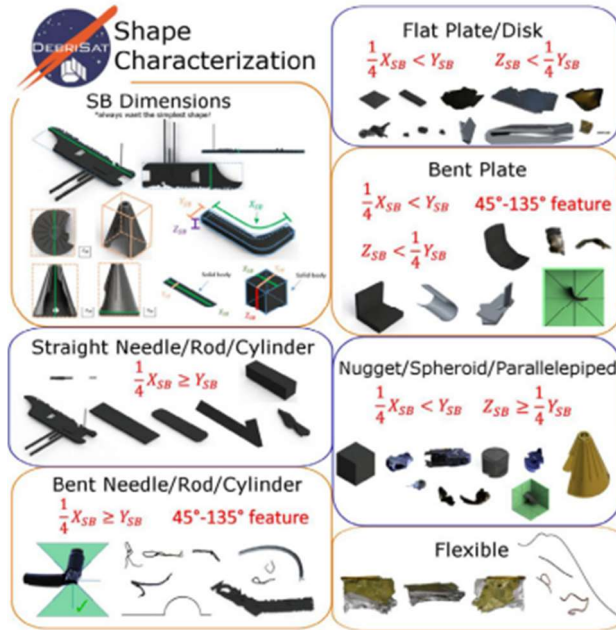 DEBRISAT
Shape
Characterization
SB Dimensions
*always want the simplest shape!
X_SB
Y_SB
Z_SB
Solid body
Solid body
Flat Plate/Disk
1/4 X_SB < Y_SB Z_SB < 1/4 Y_SB
Bent Plate
1/4 X_SB < Y_SB 45°-135° feature
Z_SB < 1/4 Y_SB
Straight Needle/Rod/Cylinder
1/4 X_SB ≥ Y_SB
Nugget/Spheroid/Parallelepiped
1/4 X_SB < Y_SB Z_SB ≥ 1/4 Y_SB
Bent Needle/Rod/Cylinder
1/4 X_SB ≥ Y_SB 45°-135° feature
Flexible